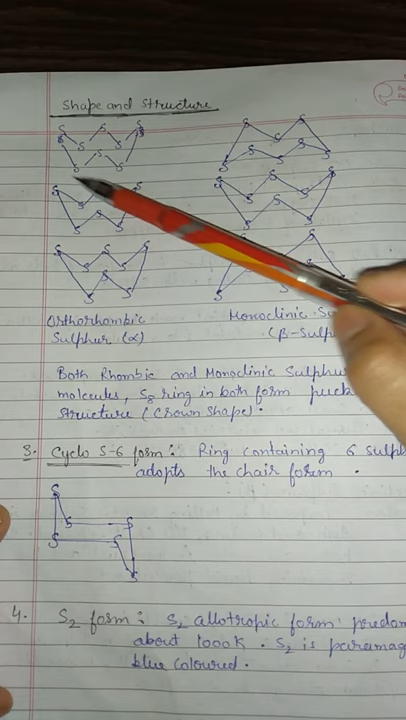 Shape and Structure
S S S S S S S S
S S S S
S S S S S S S
S S S S S S S S
S S S S S S S S
S S
Orthorhombic
Sulphur (α)
Monoclinic
(β-Sulp
Both Rhombic and Monoclinic Sulphur
molecules, S8 ring in both form puck
Structure (Crown shape).
3. Cyclo S-6 form: Ring containing 6 sulp
adopts the chair form.
S
S S
S S
S
4. S2 form: S2 allotropic form predom
about 1000K. S2 is paramag
blue coloured.